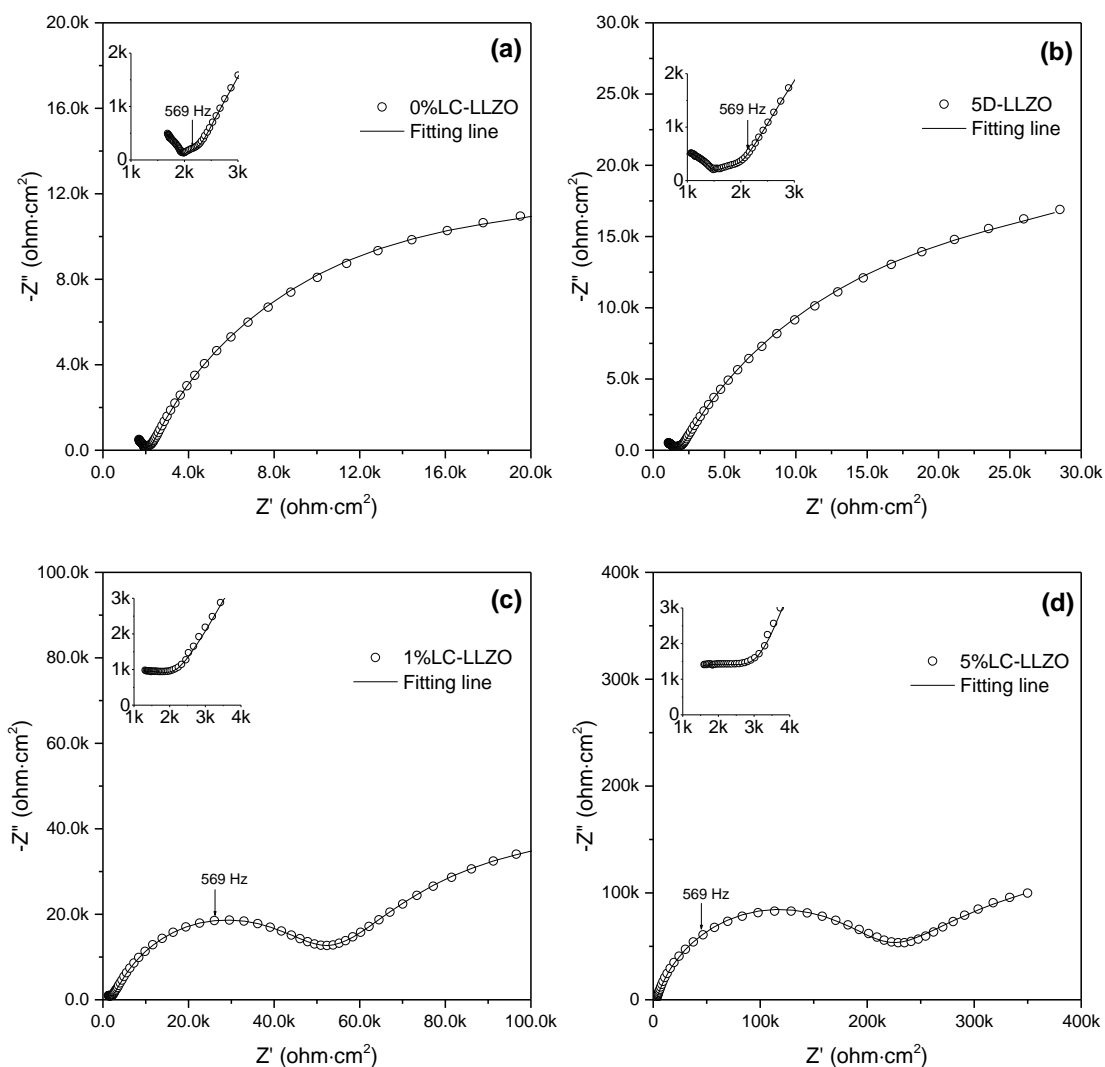 20.0k
16.0k
12.0k
8.0k
4.0k
0.0
-Z" (ohm·cm²)
0.0 4.0k 8.0k 12.0k 16.0k 20.0k
Z' (ohm·cm²)
(a)
0%LC-LLZO
Fitting line
2k
1k
0
1k 2k 3k
569 Hz
30.0k
25.0k
20.0k
15.0k
10.0k
5.0k
0.0
-Z" (ohm·cm²)
0.0 5.0k 10.0k 15.0k 20.0k 25.0k 30.0k
Z' (ohm·cm²)
(b)
5D-LLZO
Fitting line
2k
1k
0
1k 2k 3k
569 Hz
100.0k
80.0k
60.0k
40.0k
20.0k
0.0
-Z" (ohm·cm²)
0.0 20.0k 40.0k 60.0k 80.0k 100.0k
Z' (ohm·cm²)
(c)
1%LC-LLZO
Fitting line
3k
2k
1k
0
1k 2k 3k 4k
569 Hz
400k
300k
200k
100k
0
-Z" (ohm·cm²)
0 100k 200k 300k 400k
Z' (ohm·cm²)
(d)
5%LC-LLZO
Fitting line
3k
2k
1k
0
1k 2k 3k 4k
569 Hz